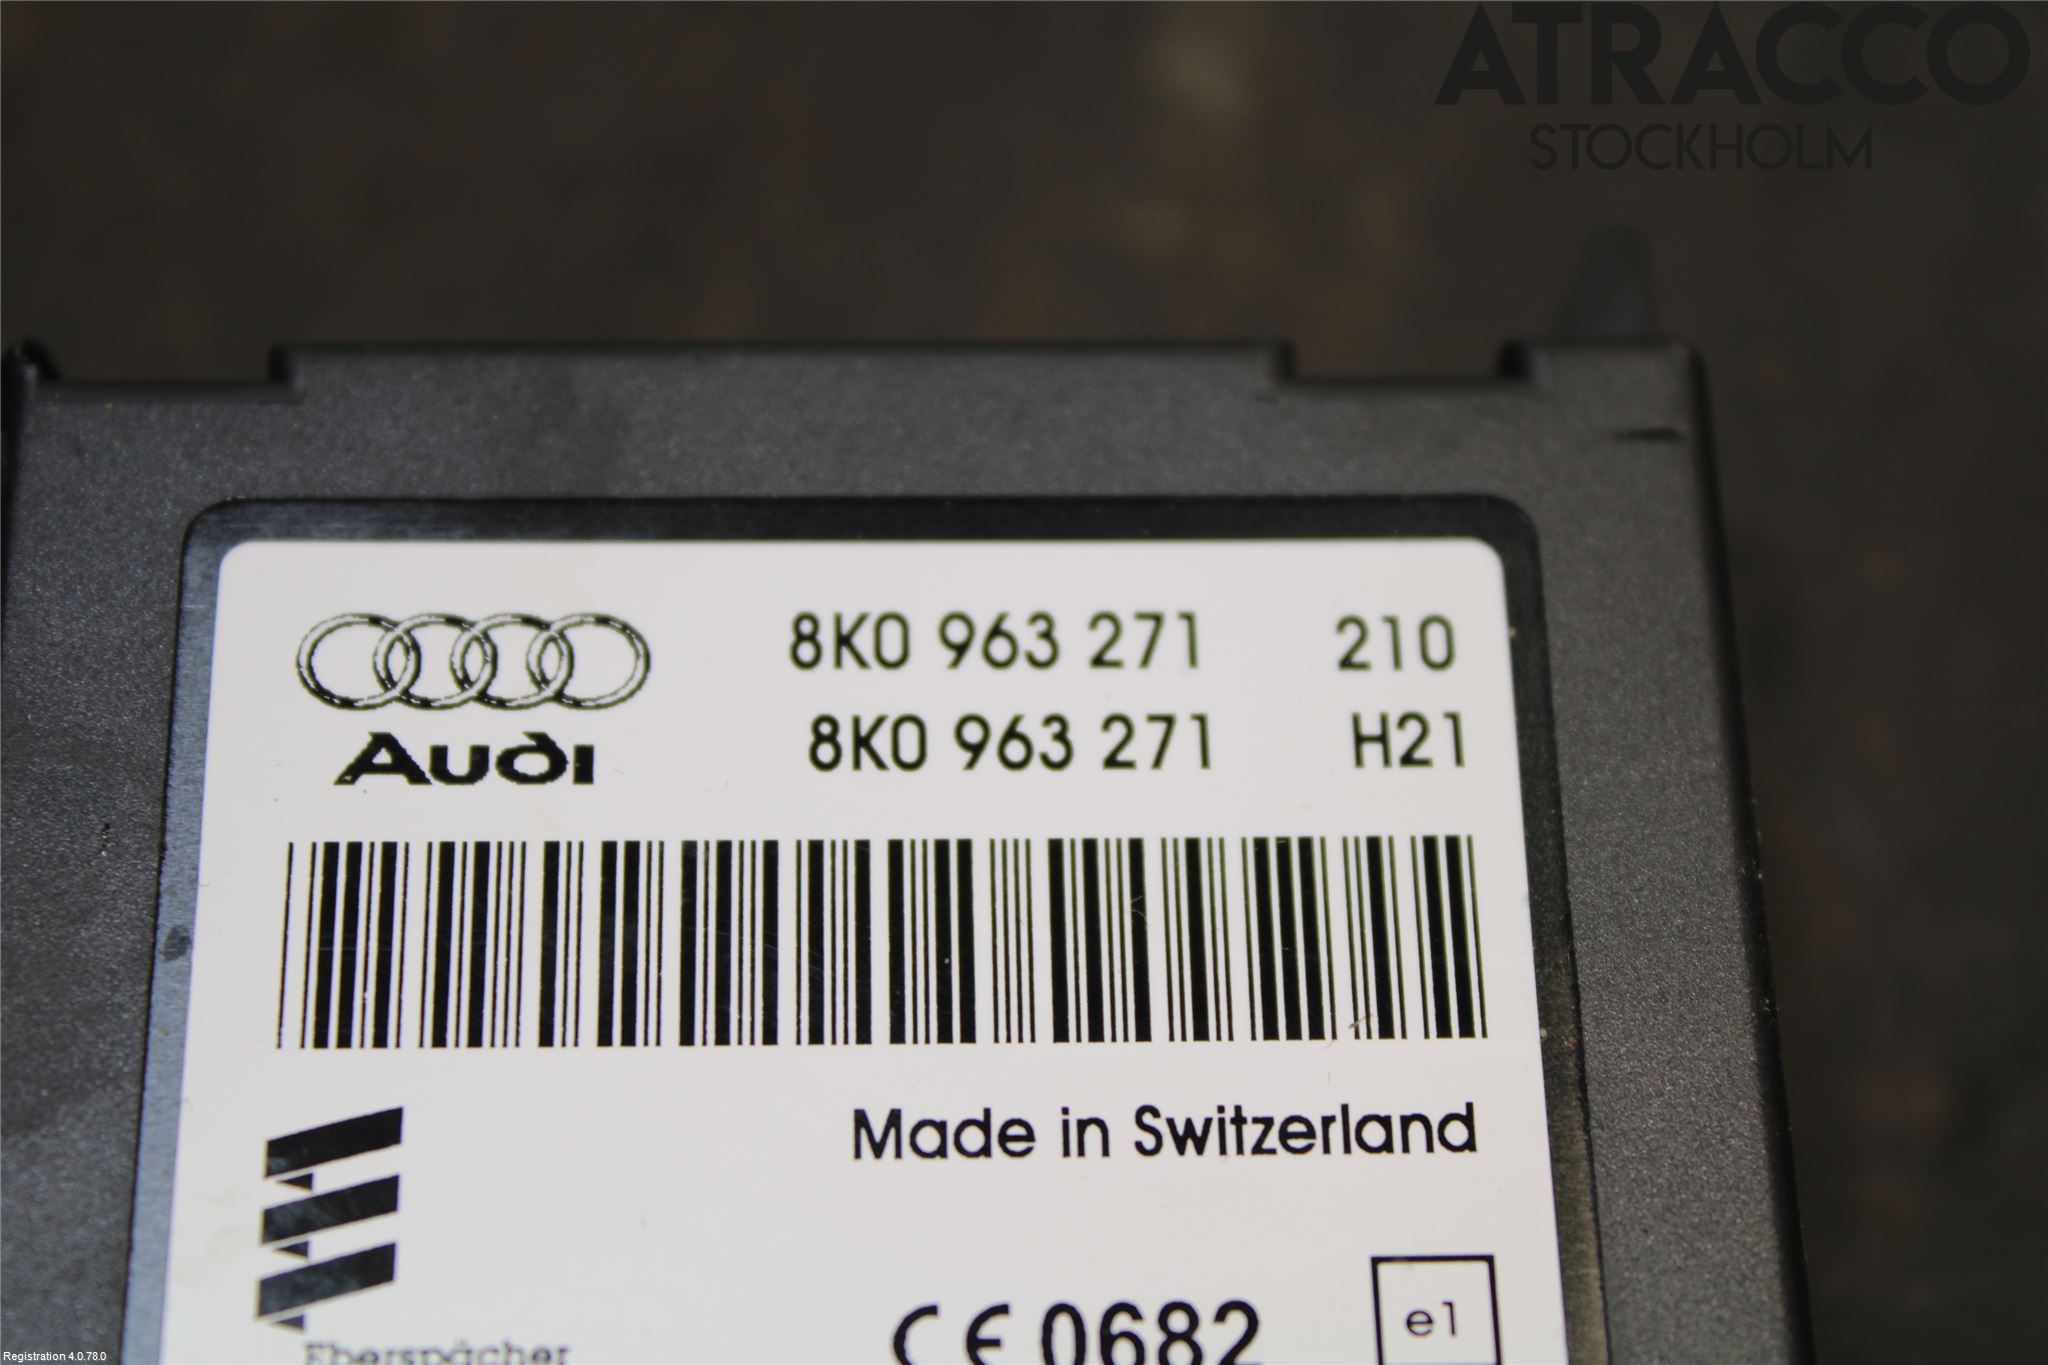 ATRACCO
STOCKHOLM
8K0 963 271 210
Audi
8K0 963 271 H21
Made in Switzerland
e1
CE 0682
Eberspächer
Registration 4.0.78.0